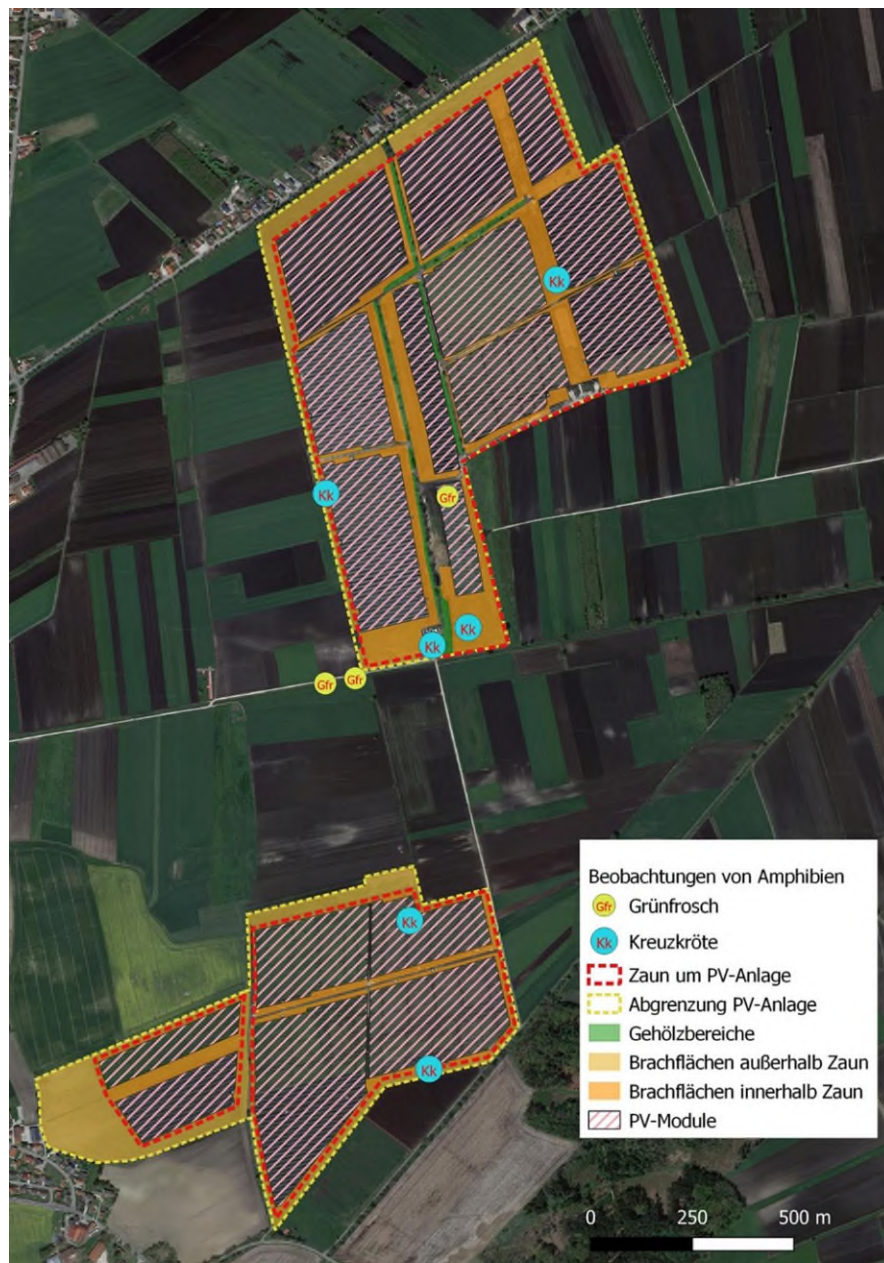 Kk
Kk
Gfr
Kk
Kk
Gfr
Gfr
Kk
Kk
Beobachtungen von Amphibien
Gfr Grünfrosch
Kk Kreuzkröte
Zaun um PV-Anlage
Abgrenzung PV-Anlage
Gehölzbereiche
Brachflächen außerhalb Zaun
Brachflächen innerhalb Zaun
PV-Module
0 250 500 m